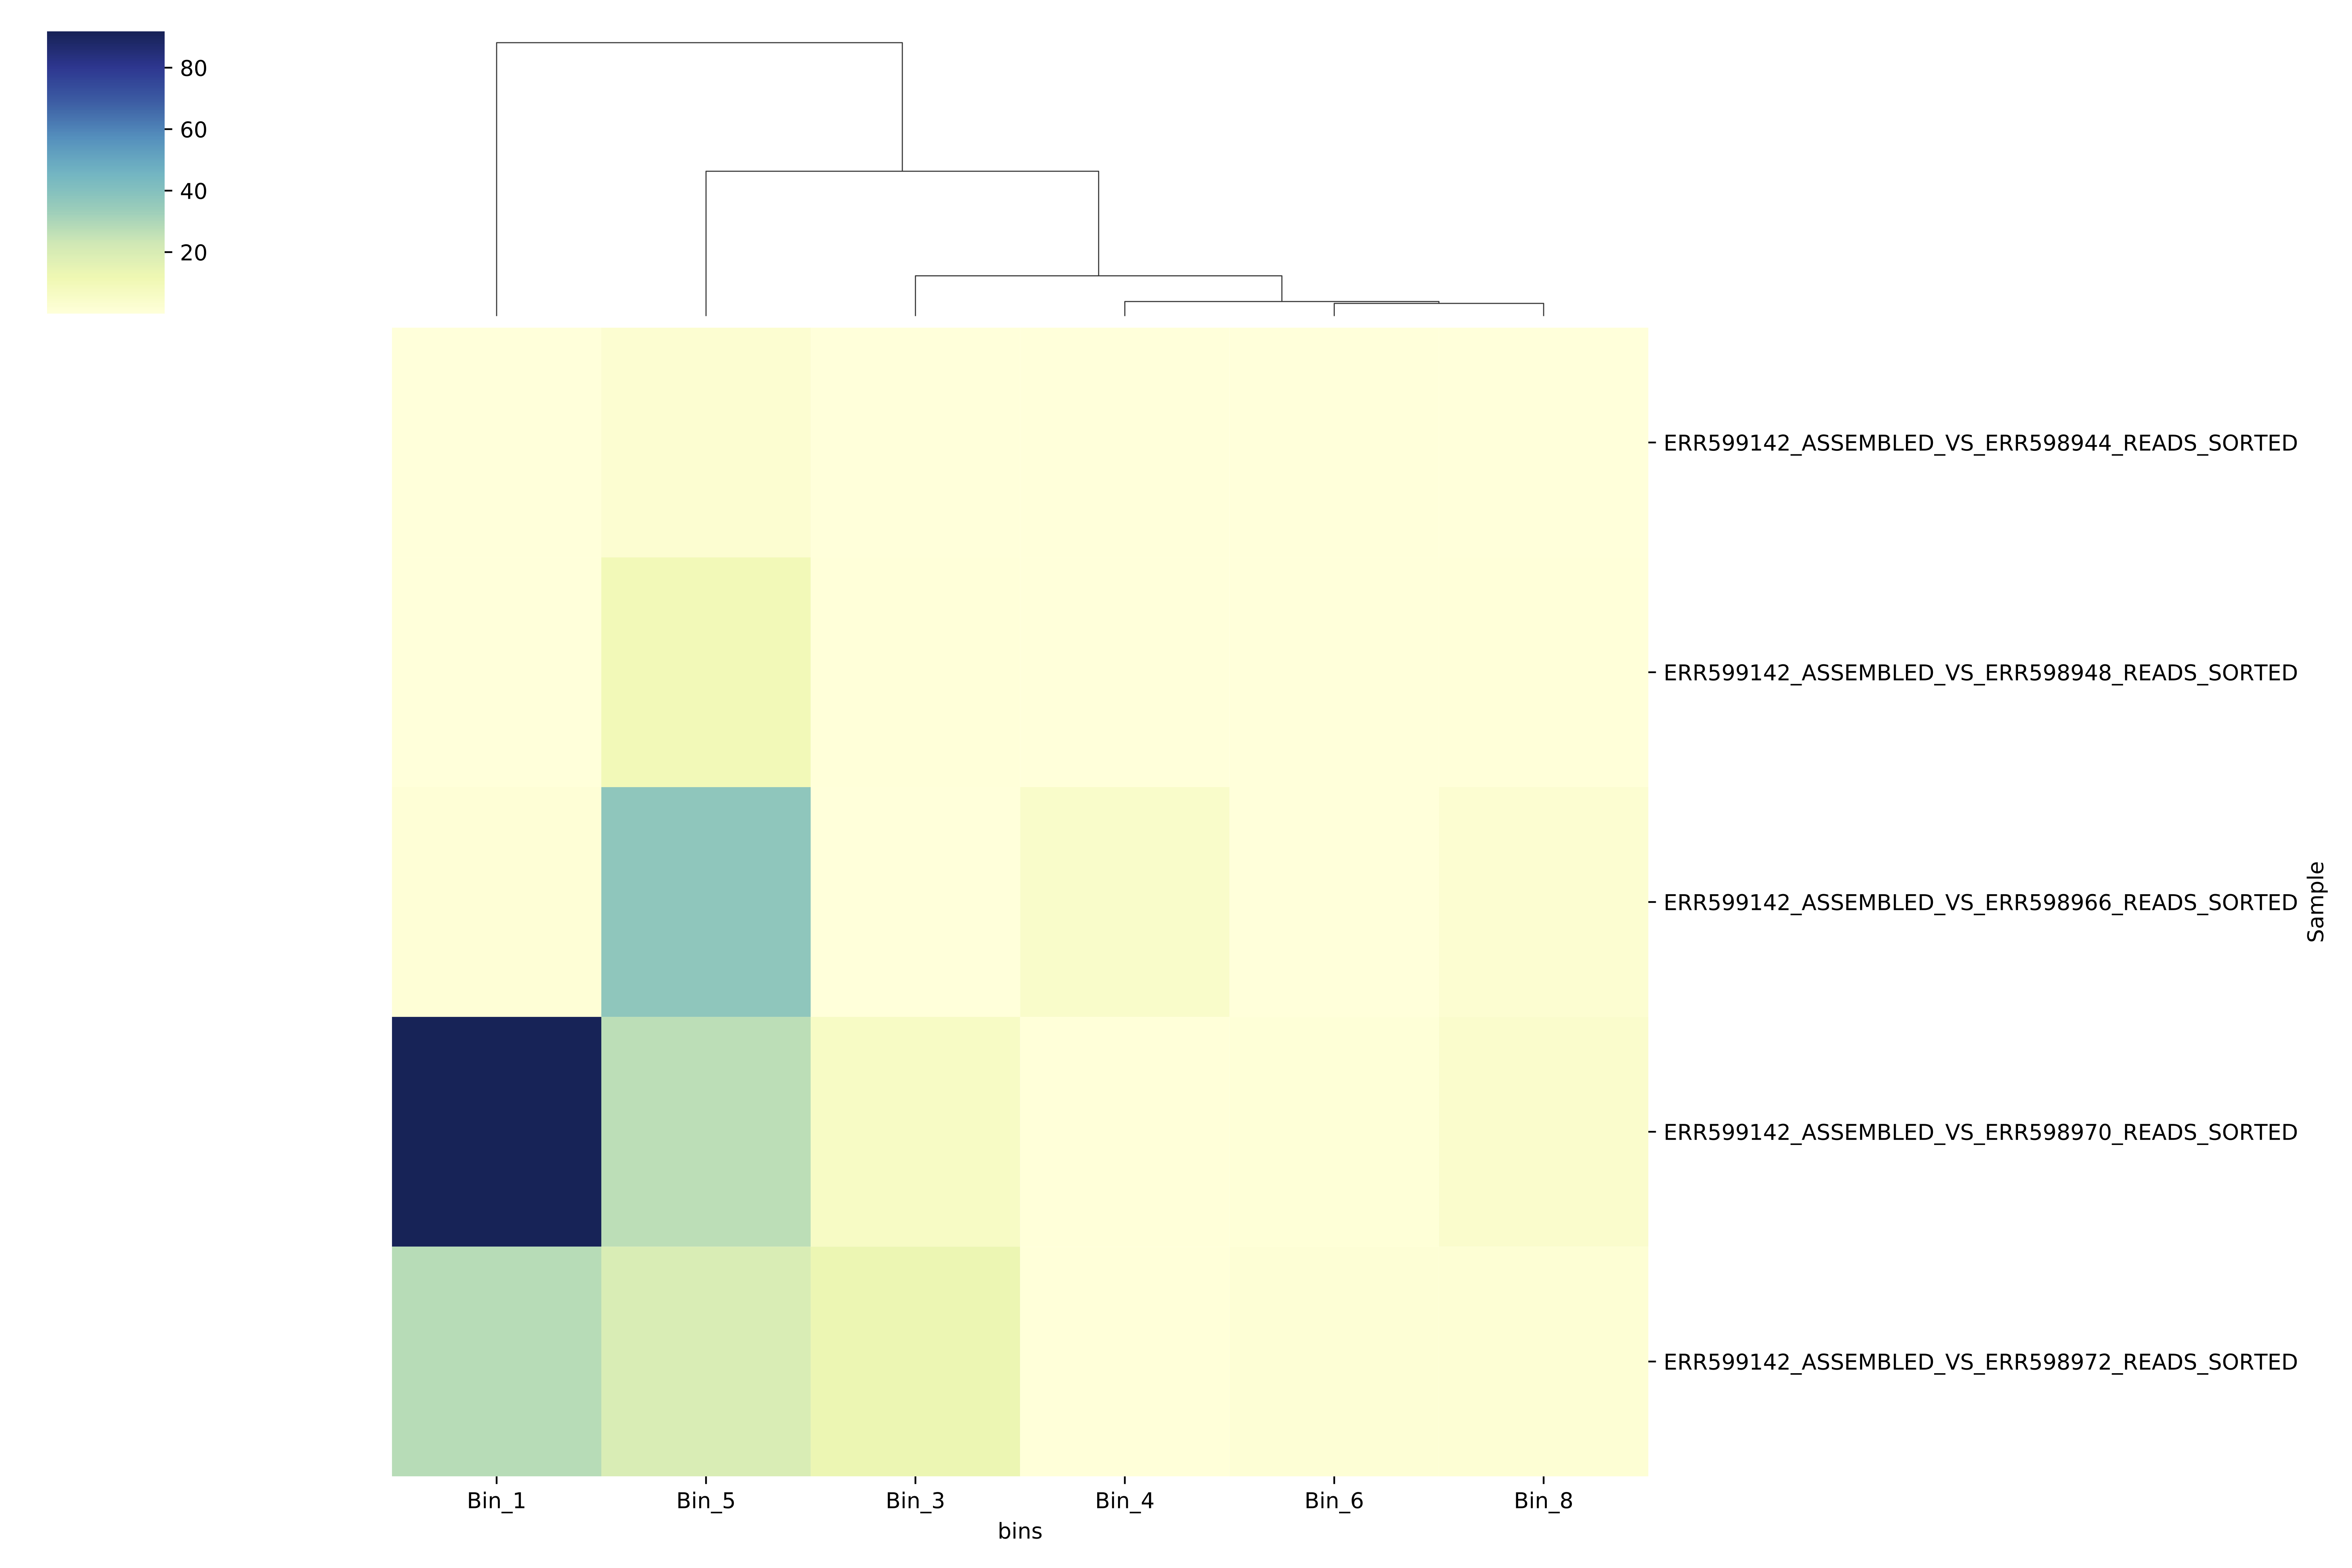 80
60
40
20
ERR599142_ASSEMBLED_VS_ERR598944_READS_SORTED
ERR599142_ASSEMBLED_VS_ERR598948_READS_SORTED
ERR599142_ASSEMBLED_VS_ERR598966_READS_SORTED
ERR599142_ASSEMBLED_VS_ERR598970_READS_SORTED
ERR599142_ASSEMBLED_VS_ERR598972_READS_SORTED
Sample
Bin_1 Bin_5 Bin_3 Bin_4 Bin_6 Bin_8
bins